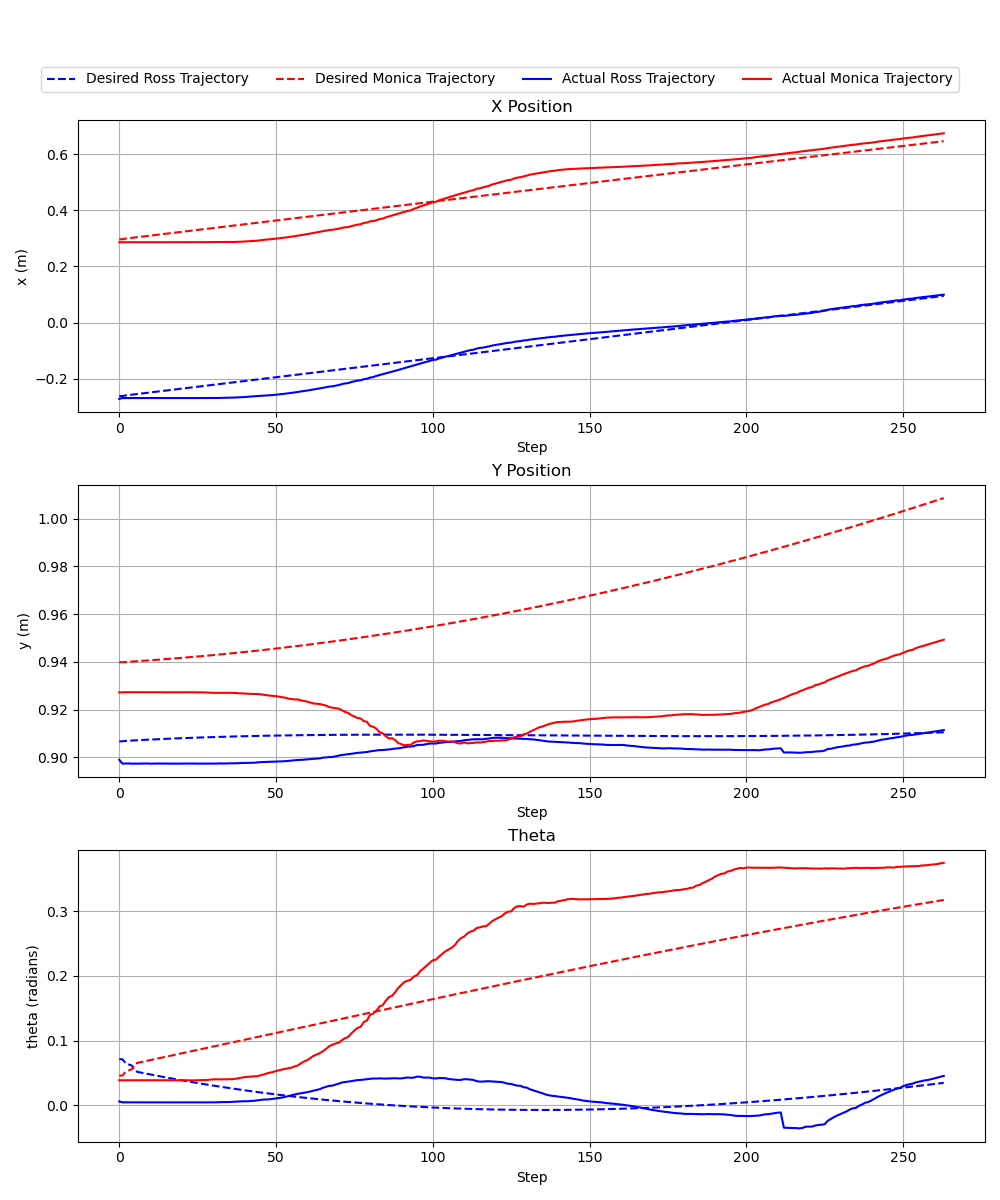 Desired Ross Trajectory Desired Monica Trajectory Actual Ross Trajectory Actual Monica Trajectory
X Position
0.6
0.4
0.2
0.0
−0.2
x (m)
0 50 100 150 200 250
Step
Y Position
1.00
0.98
0.96
0.94
0.92
0.90
y (m)
0 50 100 150 200 250
Step
Theta
0.3
0.2
0.1
0.0
theta (radians)
0 50 100 150 200 250
Step